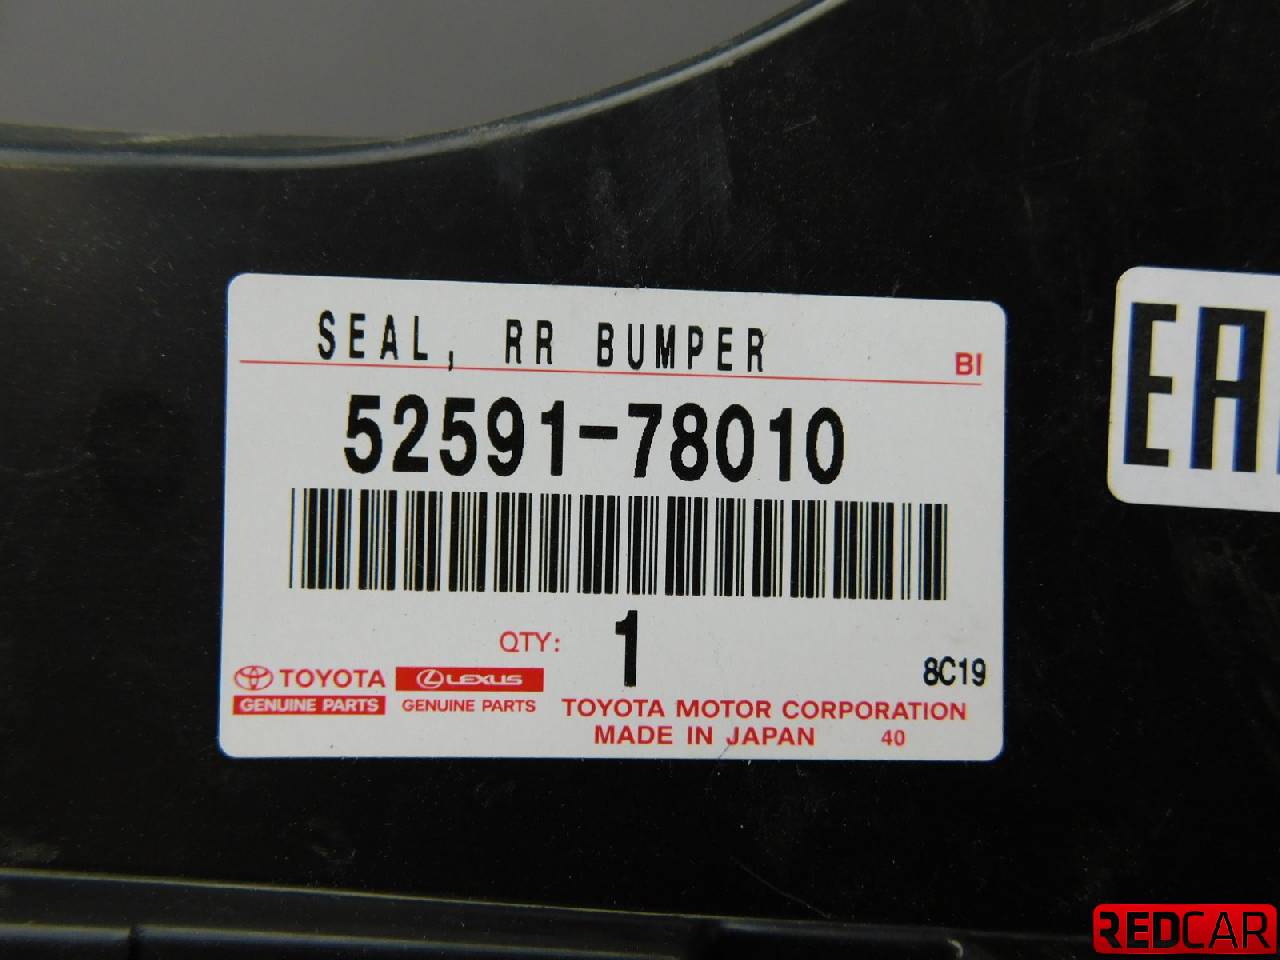 SEAL, RR BUMPER
BI
52591-78010
EA
QTY: 1
8C19
TOYOTA LEXUS
GENUINE PARTS GENUINE PARTS
TOYOTA MOTOR CORPORATION
MADE IN JAPAN 40
REDCAR